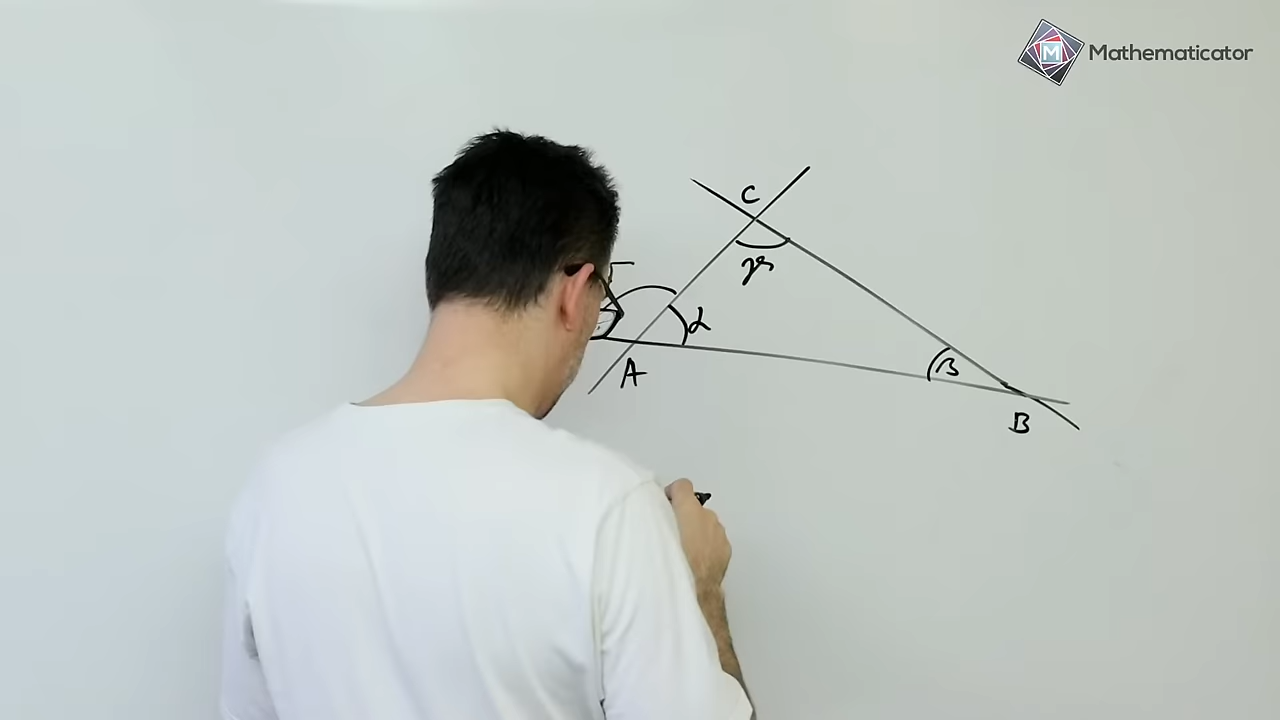 Mathematicator
C
γ
α
A
β
B